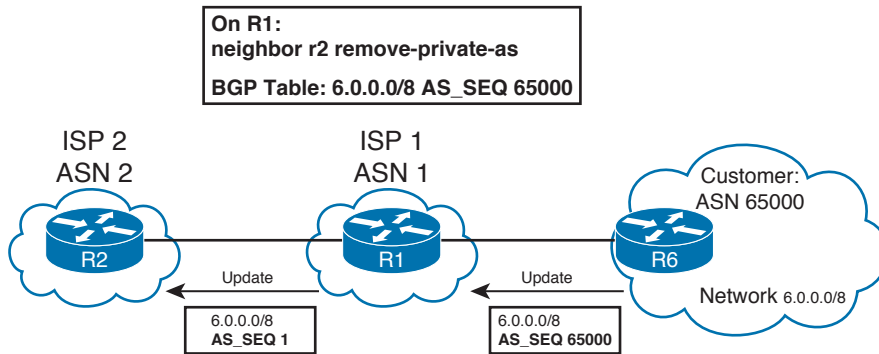 On R1:
neighbor r2 remove-private-as
BGP Table: 6.0.0.0/8 AS_SEQ 65000
ISP 2
ASN 2
ISP 1
ASN 1
Customer:
ASN 65000
R2
R1
R6
Update
Update
Network 6.0.0.0/8
6.0.0.0/8
AS_SEQ 1
6.0.0.0/8
AS_SEQ 65000